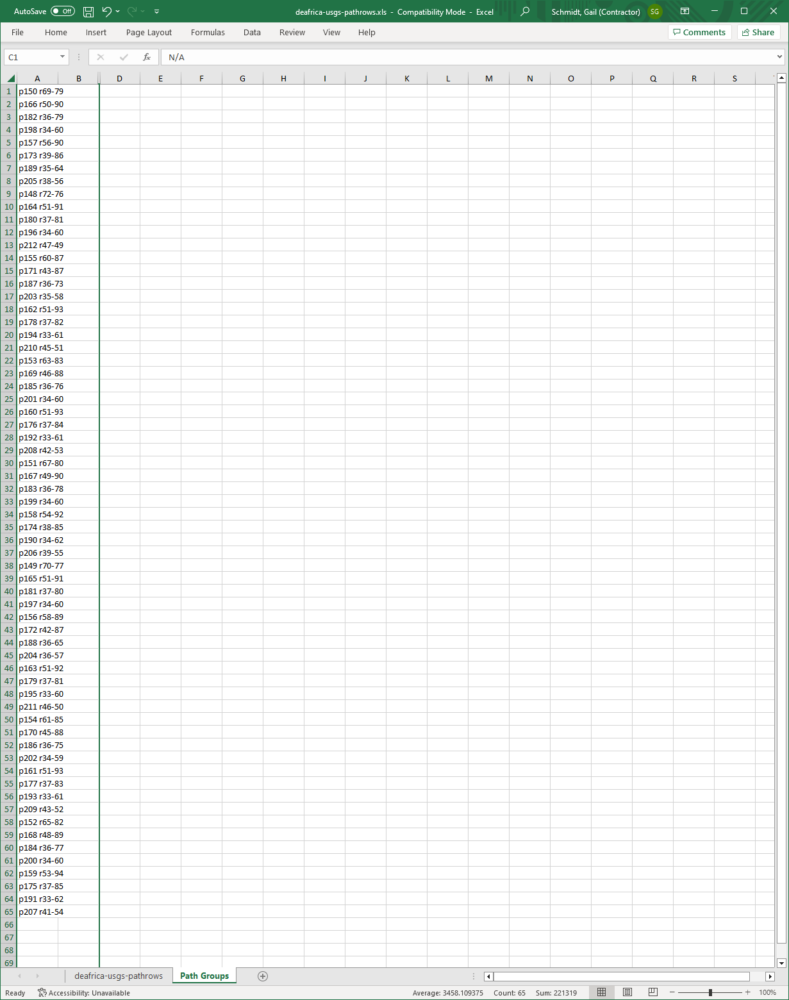 AutoSave Off deafrica-usgs-pathrows.xls - Compatibility Mode - Excel Schmidt, Gail (Contractor) SG
File Home Insert Page Layout Formulas Data Review View Help Comments Share
C1 fx N/A
A B D E F G H I J K L M N O P Q R S
1 p150 r69-79
2 p166 r50-90
3 p182 r36-79
4 p198 r34-60
5 p157 r56-90
6 p173 r39-86
7 p189 r35-64
8 p205 r38-56
9 p148 r72-76
10 p164 r51-91
11 p180 r37-81
12 p196 r34-60
13 p212 r47-49
14 p155 r60-87
15 p171 r43-87
16 p187 r36-73
17 p203 r35-58
18 p162 r51-93
19 p178 r37-82
20 p194 r33-61
21 p210 r45-51
22 p153 r63-83
23 p169 r46-88
24 p185 r36-76
25 p201 r34-60
26 p160 r51-93
27 p176 r37-84
28 p192 r33-61
29 p208 r42-53
30 p151 r67-80
31 p167 r49-90
32 p183 r36-78
33 p199 r34-60
34 p158 r54-92
35 p174 r38-85
36 p190 r34-62
37 p206 r39-55
38 p149 r70-77
39 p165 r51-91
40 p181 r37-80
41 p197 r34-60
42 p156 r58-89
43 p172 r42-87
44 p188 r36-65
45 p204 r36-57
46 p163 r51-92
47 p179 r37-81
48 p195 r33-60
49 p211 r46-50
50 p154 r61-85
51 p170 r45-88
52 p186 r36-75
53 p202 r34-59
54 p161 r51-93
55 p177 r37-83
56 p193 r33-61
57 p209 r43-52
58 p152 r65-82
59 p168 r48-89
60 p184 r36-77
61 p200 r34-60
62 p159 r53-94
63 p175 r37-85
64 p191 r33-62
65 p207 r41-54
66
67
68
69
deafrica-usgs-pathrows Path Groups
Ready Accessibility: Unavailable Average: 3458.109375 Count: 65 Sum: 221319 100%